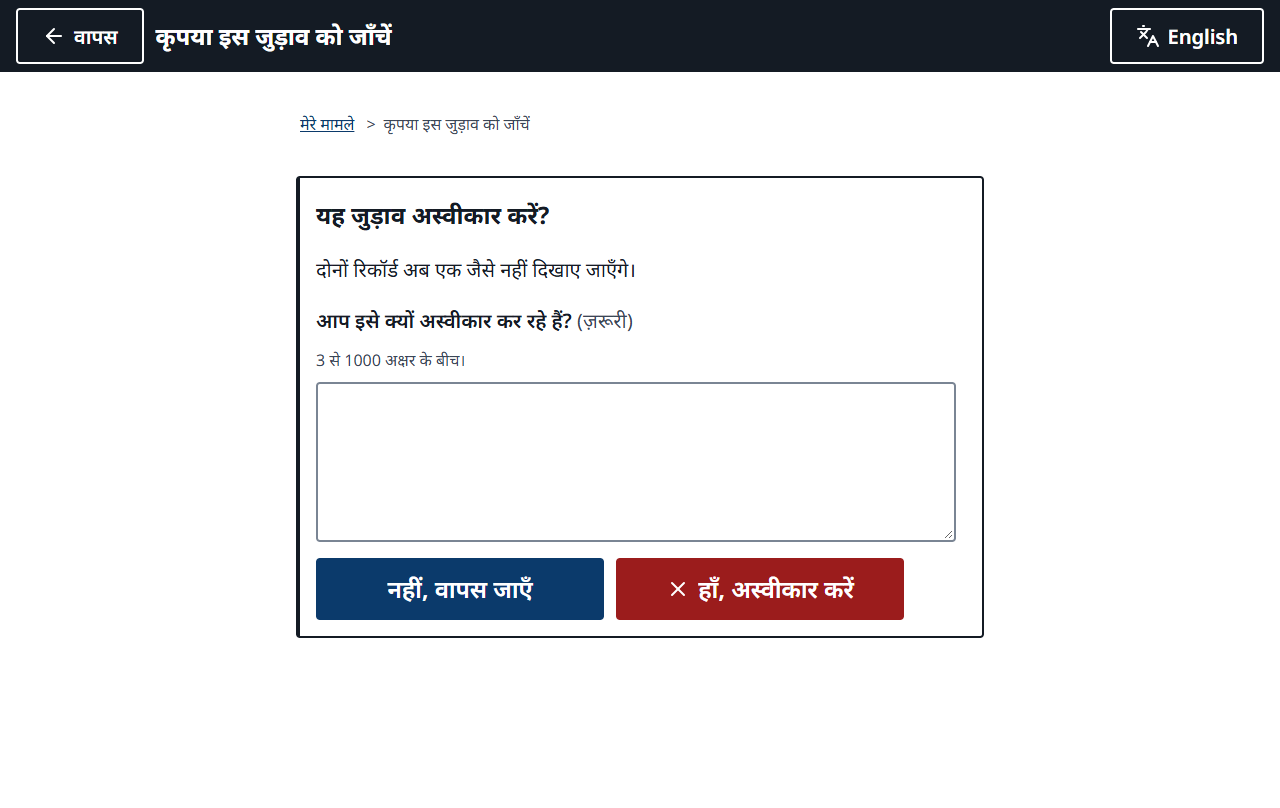 वापस
कृपया इस जुड़ाव को जाँचें
English
मेरे मामले > कृपया इस जुड़ाव को जाँचें
यह जुड़ाव अस्वीकार करें?
दोनों रिकॉर्ड अब एक जैसे नहीं दिखाए जाएँगे।
आप इसे क्यों अस्वीकार कर रहे हैं? (ज़रूरी)
3 से 1000 अक्षर के बीच।
नहीं, वापस जाएँ
हाँ, अस्वीकार करें